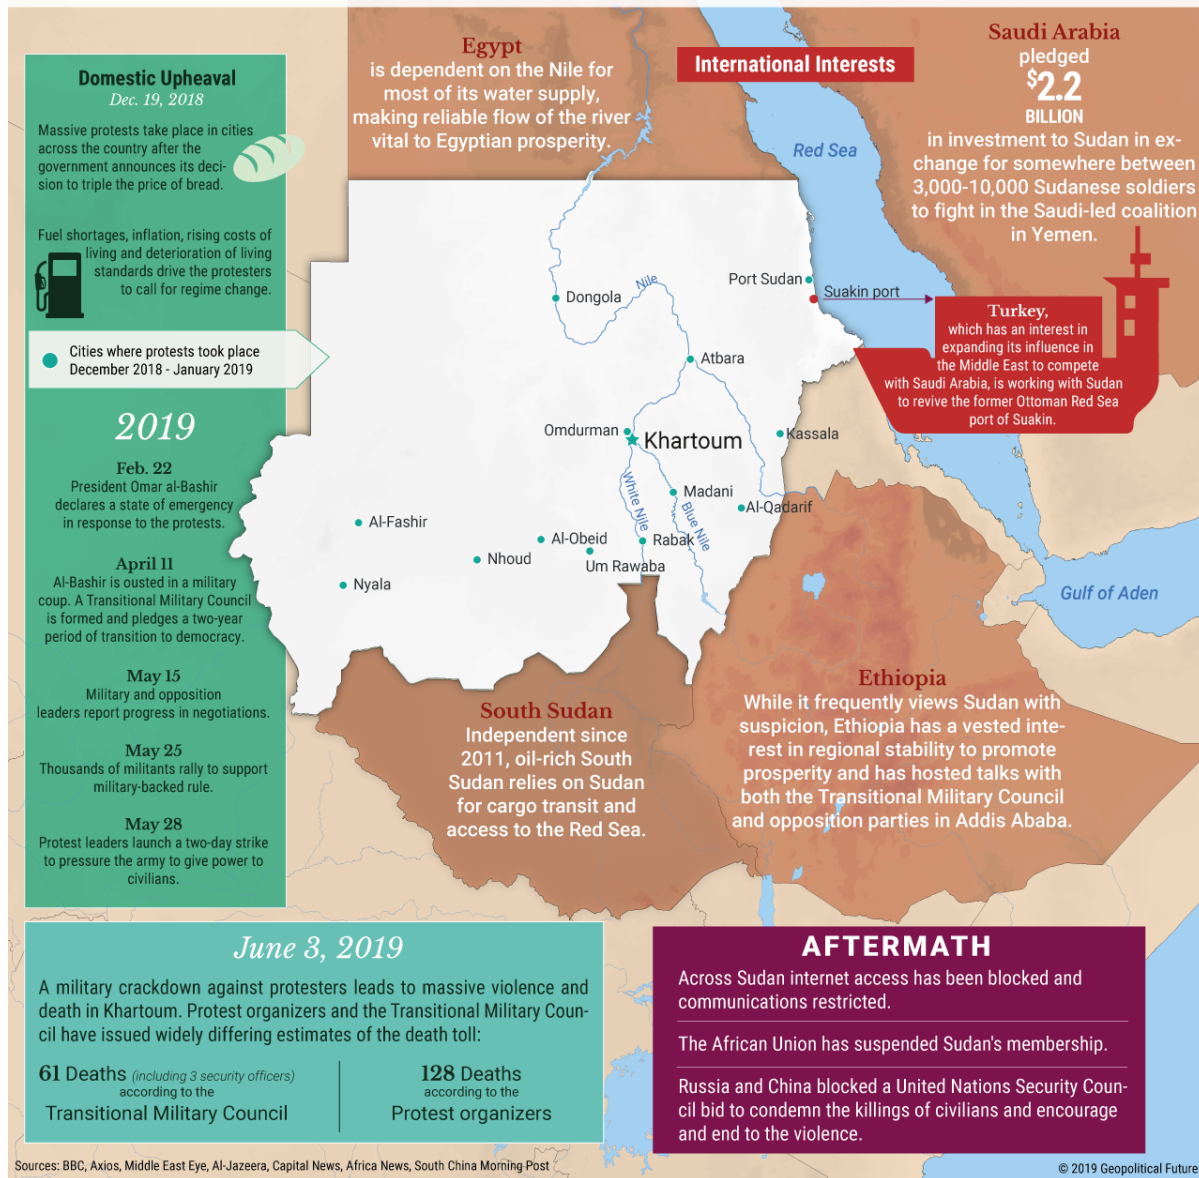 Domestic Upheaval
Dec. 19, 2018
Massive protests take place in cities
across the country after the
government announces its deci-
sion to triple the price of bread.
Fuel shortages, inflation, rising costs of
living and deterioration of living
standards drive the protesters
to call for regime change.
Cities where protests took place
December 2018 - January 2019
2019
Feb. 22
President Omar al-Bashir
declares a state of emergency
in response to the protests.
April 11
Al-Bashir is ousted in a military
coup. A Transitional Military Council
is formed and pledges a two-year
period of transition to democracy.
May 15
Military and opposition
leaders report progress in negotiations.
May 25
Thousands of militants rally to support
military-backed rule.
May 28
Protest leaders launch a two-day strike
to pressure the army to give power to
civilians.
Egypt
is dependent on the Nile for
most of its water supply,
making reliable flow of the river
vital to Egyptian prosperity.
International Interests
Saudi Arabia
pledged
$2.2
BILLION
in investment to Sudan in ex-
change for somewhere between
3,000-10,000 Sudanese soldiers
to fight in the Saudi-led coalition
in Yemen.
Red Sea
Port Sudan
Suakin port
Dongola
Nile
Turkey,
which has an interest in
expanding its influence in
the Middle East to compete
with Saudi Arabia, is working with Sudan
to revive the former Ottoman Red Sea
port of Suakin.
Atbara
Omdurman
Khartoum
Kassala
White Nile
Madani
Blue Nile
Al-Qadarif
Al-Fashir
Al-Obeid
Rabak
Nhoud
Um Rawaba
Nyala
Gulf of Aden
South Sudan
Independent since
2011, oil-rich South
Sudan relies on Sudan
for cargo transit and
access to the Red Sea.
Ethiopia
While it frequently views Sudan with
suspicion, Ethiopia has a vested inte-
rest in regional stability to promote
prosperity and has hosted talks with
both the Transitional Military Council
and opposition parties in Addis Ababa.
June 3, 2019
A military crackdown against protesters leads to massive violence and
death in Khartoum. Protest organizers and the Transitional Military Coun-
cil have issued widely differing estimates of the death toll:
61 Deaths (including 3 security officers)
according to the
Transitional Military Council
128 Deaths
according to the
Protest organizers
AFTERMATH
Across Sudan internet access has been blocked and
communications restricted.
The African Union has suspended Sudan's membership.
Russia and China blocked a United Nations Security Coun-
cil bid to condemn the killings of civilians and encourage
and end to the violence.
Sources: BBC, Axios, Middle East Eye, Al-Jazeera, Capital News, Africa News, South China Morning Post
© 2019 Geopolitical Future